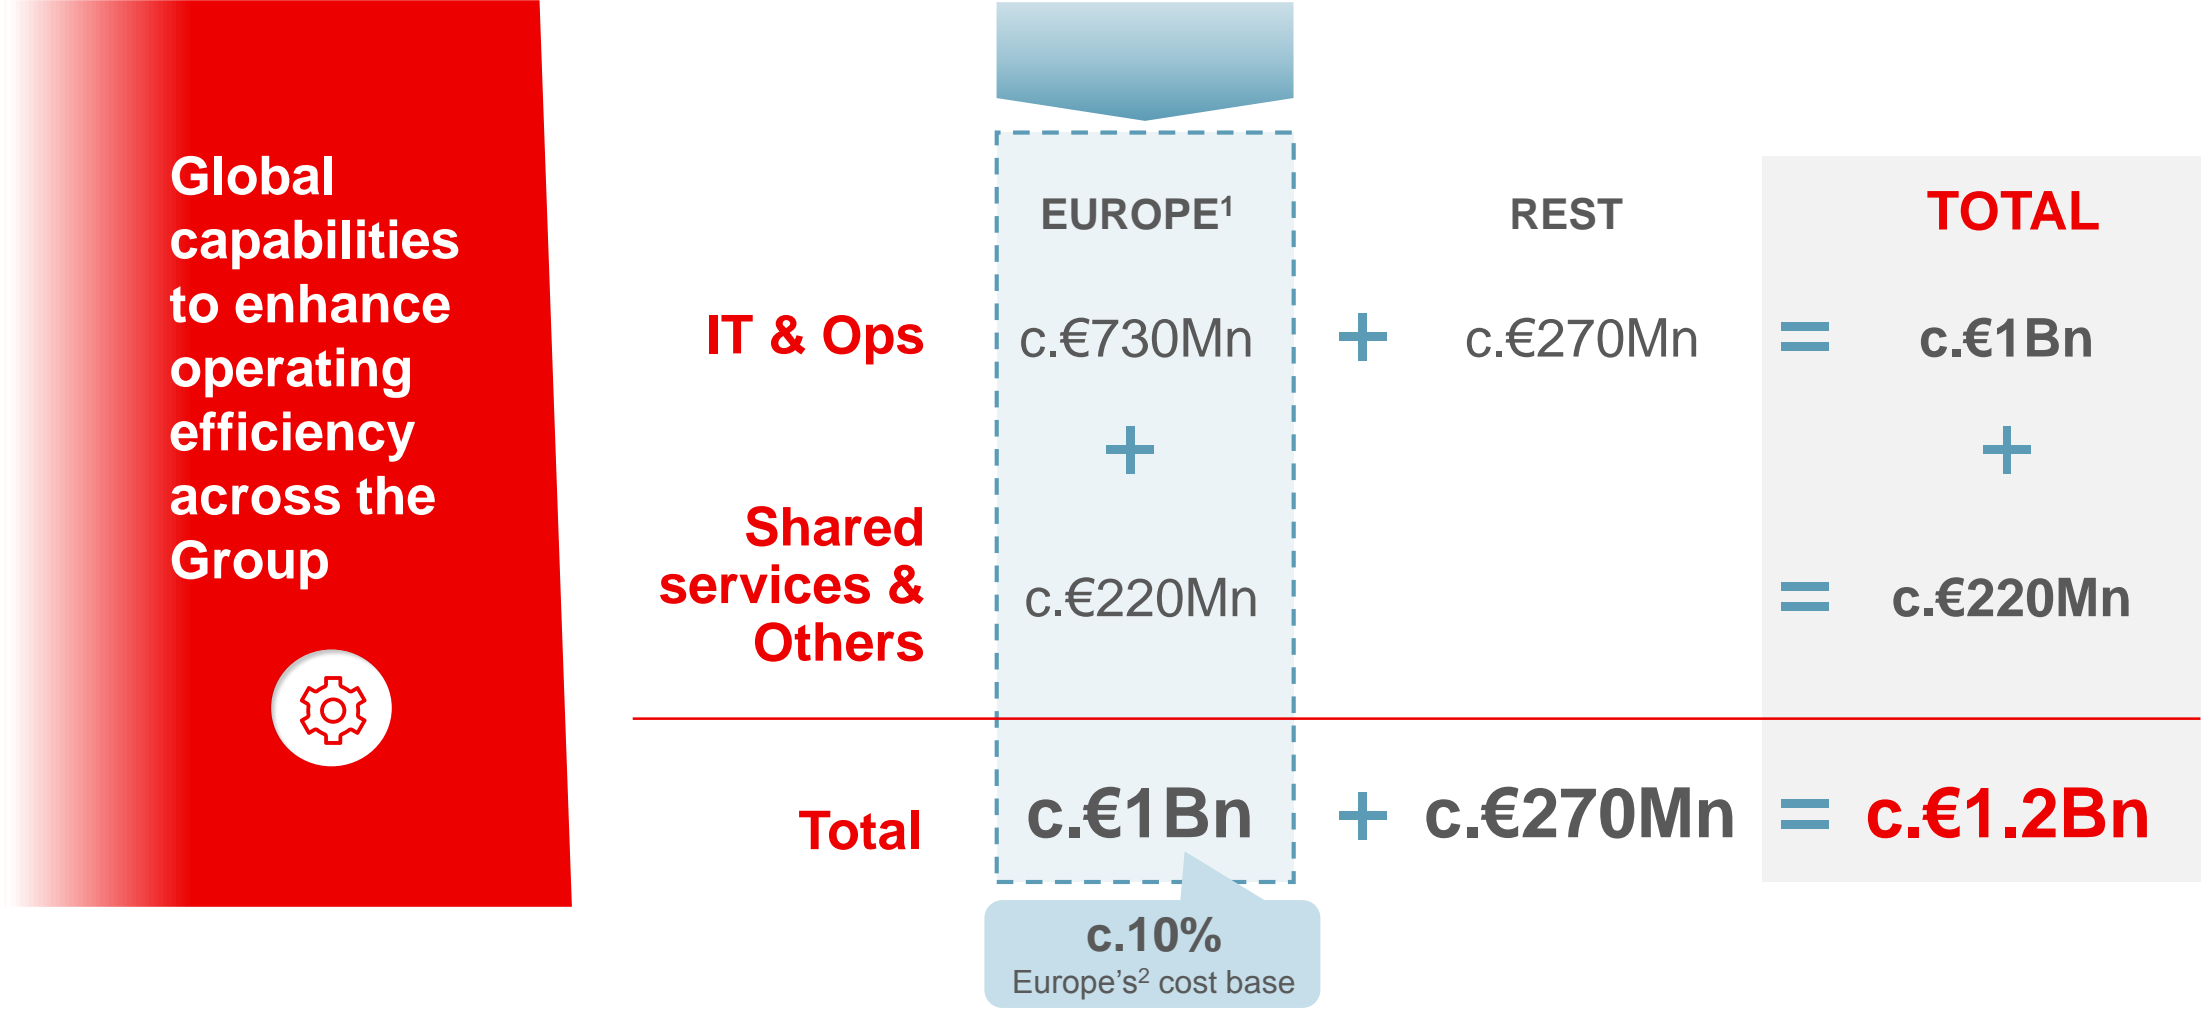 Global
capabilities
to enhance
operating
efficiency
across the
Group
EUROPE¹ REST TOTAL
IT & Ops c.€730Mn + c.€270Mn = c.€1Bn
+ +
Shared
services &
Others
c.€220Mn = c.€220Mn
Total c.€1Bn + c.€270Mn = c.€1.2Bn
c.10%
Europe’s² cost base